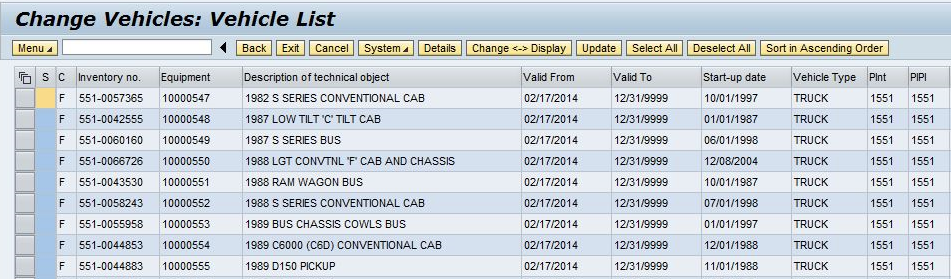 Change Vehicles: Vehicle List
Menu Back Exit Cancel System Details Change <-> Display Update Select All Deselect All Sort in Ascending Order
S C Inventory no. Equipment Description of technical object Valid From Valid To Start-up date Vehicle Type Plnt PlPl
F 551-0057365 10000547 1982 S SERIES CONVENTIONAL CAB 02/17/2014 12/31/9999 10/01/1997 TRUCK 1551 1551
F 551-0042555 10000548 1987 LOW TILT 'C' TILT CAB 02/17/2014 12/31/9999 01/01/1987 TRUCK 1551 1551
F 551-0060160 10000549 1987 S SERIES BUS 02/17/2014 12/31/9999 01/01/1987 TRUCK 1551 1551
F 551-0066726 10000550 1988 LGT CONVTNL 'F' CAB AND CHASSIS 02/17/2014 12/31/9999 12/08/2004 TRUCK 1551 1551
F 551-0043530 10000551 1988 RAM WAGON BUS 02/17/2014 12/31/9999 10/01/1987 TRUCK 1551 1551
F 551-0058243 10000552 1988 S SERIES CONVENTIONAL CAB 02/17/2014 12/31/9999 07/01/1998 TRUCK 1551 1551
F 551-0055958 10000553 1989 BUS CHASSIS COWLS BUS 02/17/2014 12/31/9999 01/01/1989 TRUCK 1551 1551
F 551-0044853 10000554 1989 C6000 (C6D) CONVENTIONAL CAB 02/17/2014 12/31/9999 12/01/1988 TRUCK 1551 1551
F 551-0044883 10000555 1989 D150 PICKUP 02/17/2014 12/31/9999 11/01/1988 TRUCK 1551 1551